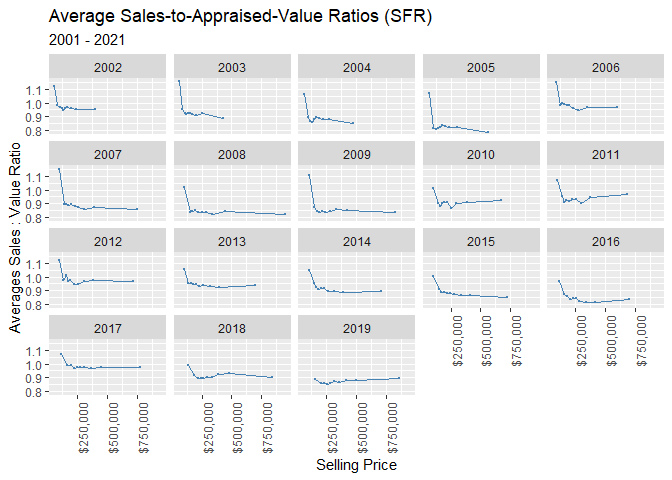 Average Sales-to-Appraised-Value Ratios (SFR)
2001 - 2021
2002 2003 2004 2005 2006
1.1
1.0
0.9
0.8
2007 2008 2009 2010 2011
1.1
1.0
0.9
0.8
2012 2013 2014 2015 2016
1.1
1.0
0.9
0.8
2017 2018 2019
1.1
1.0
0.9
0.8
Averages Sales : Value Ratio
$250,000 $500,000 $750,000 $250,000 $500,000 $750,000
$250,000 $500,000 $750,000 $250,000 $500,000 $750,000 $250,000 $500,000 $750,000
Selling Price